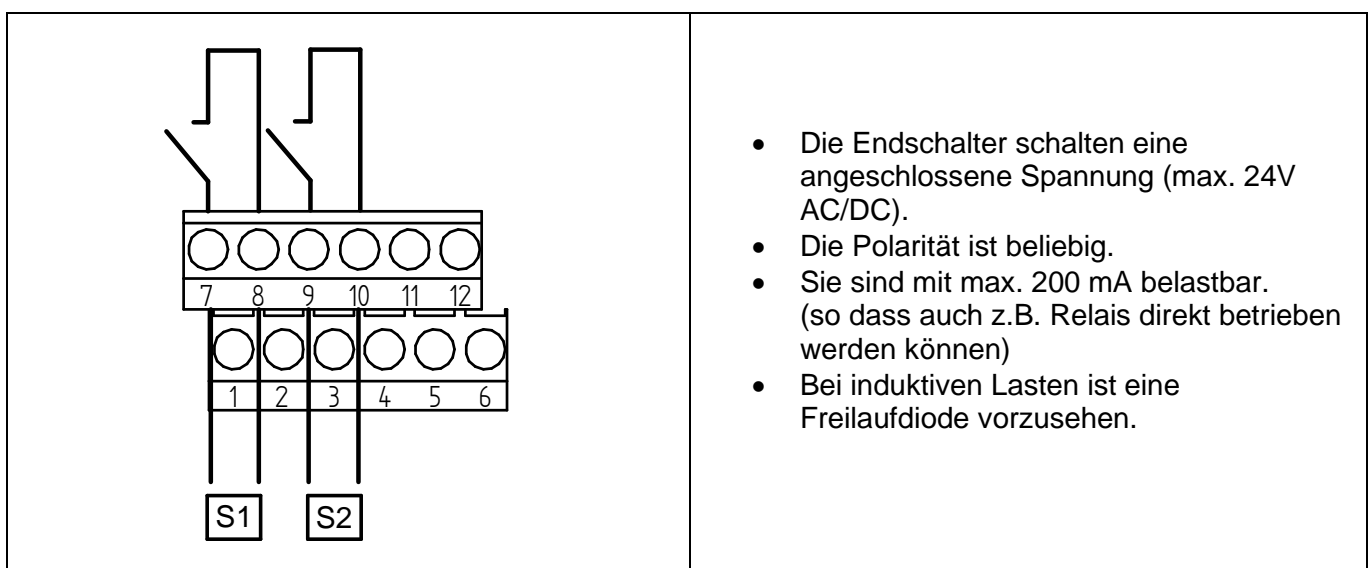 7 8 9 10 11 12
1 2 3 4 5 6
S1 S2
• Die Endschalter schalten eine
angeschlossene Spannung (max. 24V
AC/DC).
• Die Polarität ist beliebig.
• Sie sind mit max. 200 mA belastbar.
(so dass auch z.B. Relais direkt betrieben
werden können)
• Bei induktiven Lasten ist eine
Freilaufdiode vorzusehen.